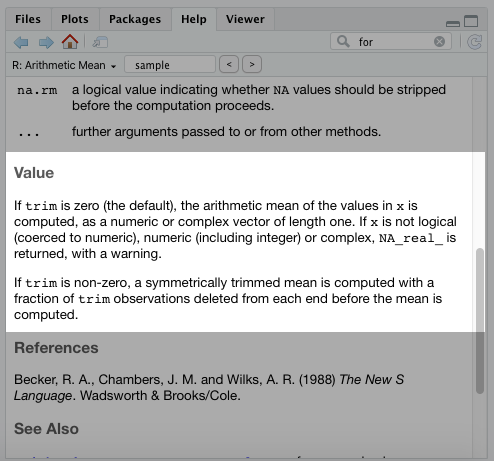 Files Plots Packages Help Viewer
for
R: Arithmetic Mean sample < >
na.rm a logical value indicating whether NA values should be stripped
before the computation proceeds.
... further arguments passed to or from other methods.
Value
If trim is zero (the default), the arithmetic mean of the values in x is
computed, as a numeric or complex vector of length one. If x is not logical
(coerced to numeric), numeric (including integer) or complex, NA_real_ is
returned, with a warning.
If trim is non-zero, a symmetrically trimmed mean is computed with a
fraction of trim observations deleted from each end before the mean is
computed.
References
Becker, R. A., Chambers, J. M. and Wilks, A. R. (1988) The New S
Language. Wadsworth & Brooks/Cole.
See Also